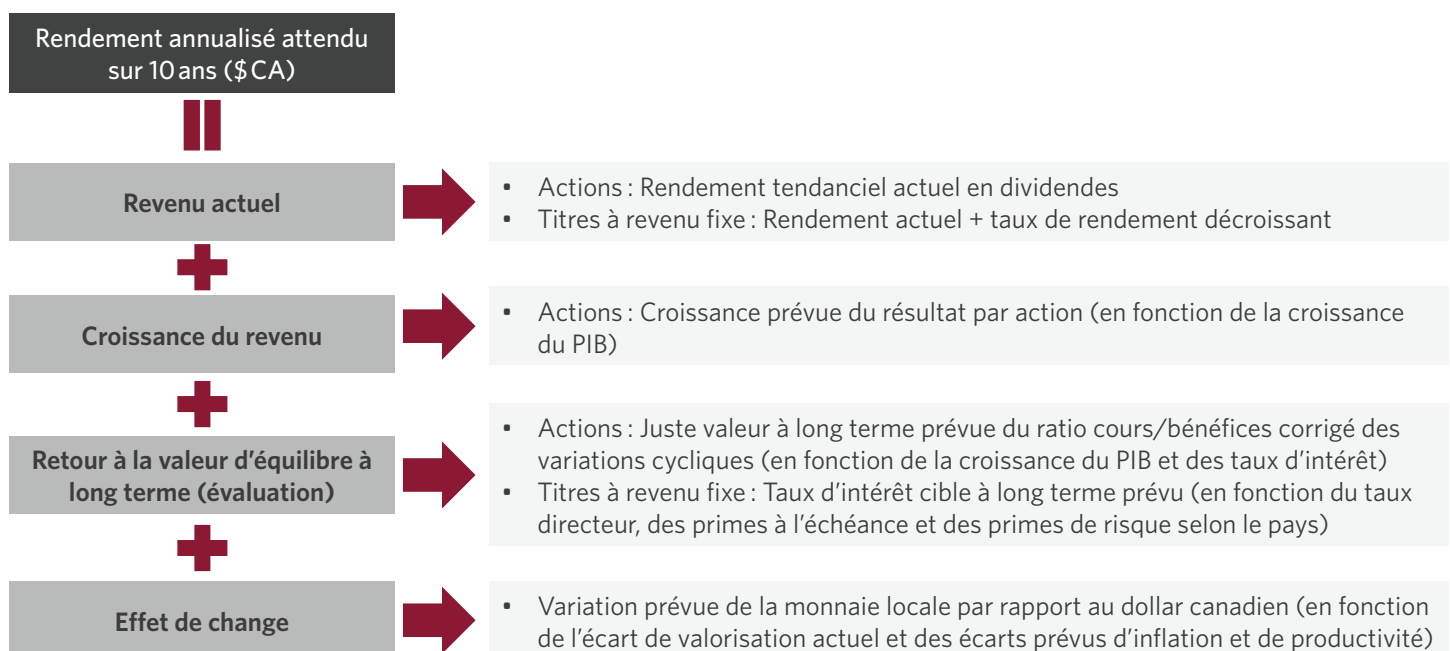 Rendement annualisé attendu
sur 10 ans ($ CA)
Revenu actuel
• Actions : Rendement tendanciel actuel en dividendes
• Titres à revenu fixe : Rendement actuel + taux de rendement décroissant
Croissance du revenu
• Actions : Croissance prévue du résultat par action (en fonction de la croissance
du PIB)
Retour à la valeur d'équilibre à
long terme (évaluation)
• Actions : Juste valeur à long terme prévue du ratio cours/bénéfices corrigé des
variations cycliques (en fonction de la croissance du PIB et des taux d'intérêt)
• Titres à revenu fixe : Taux d'intérêt cible à long terme prévu (en fonction du taux
directeur, des primes à l'échéance et des primes de risque selon le pays)
Effet de change
• Variation prévue de la monnaie locale par rapport au dollar canadien (en fonction
de l'écart de valorisation actuel et des écarts prévus d'inflation et de productivité)